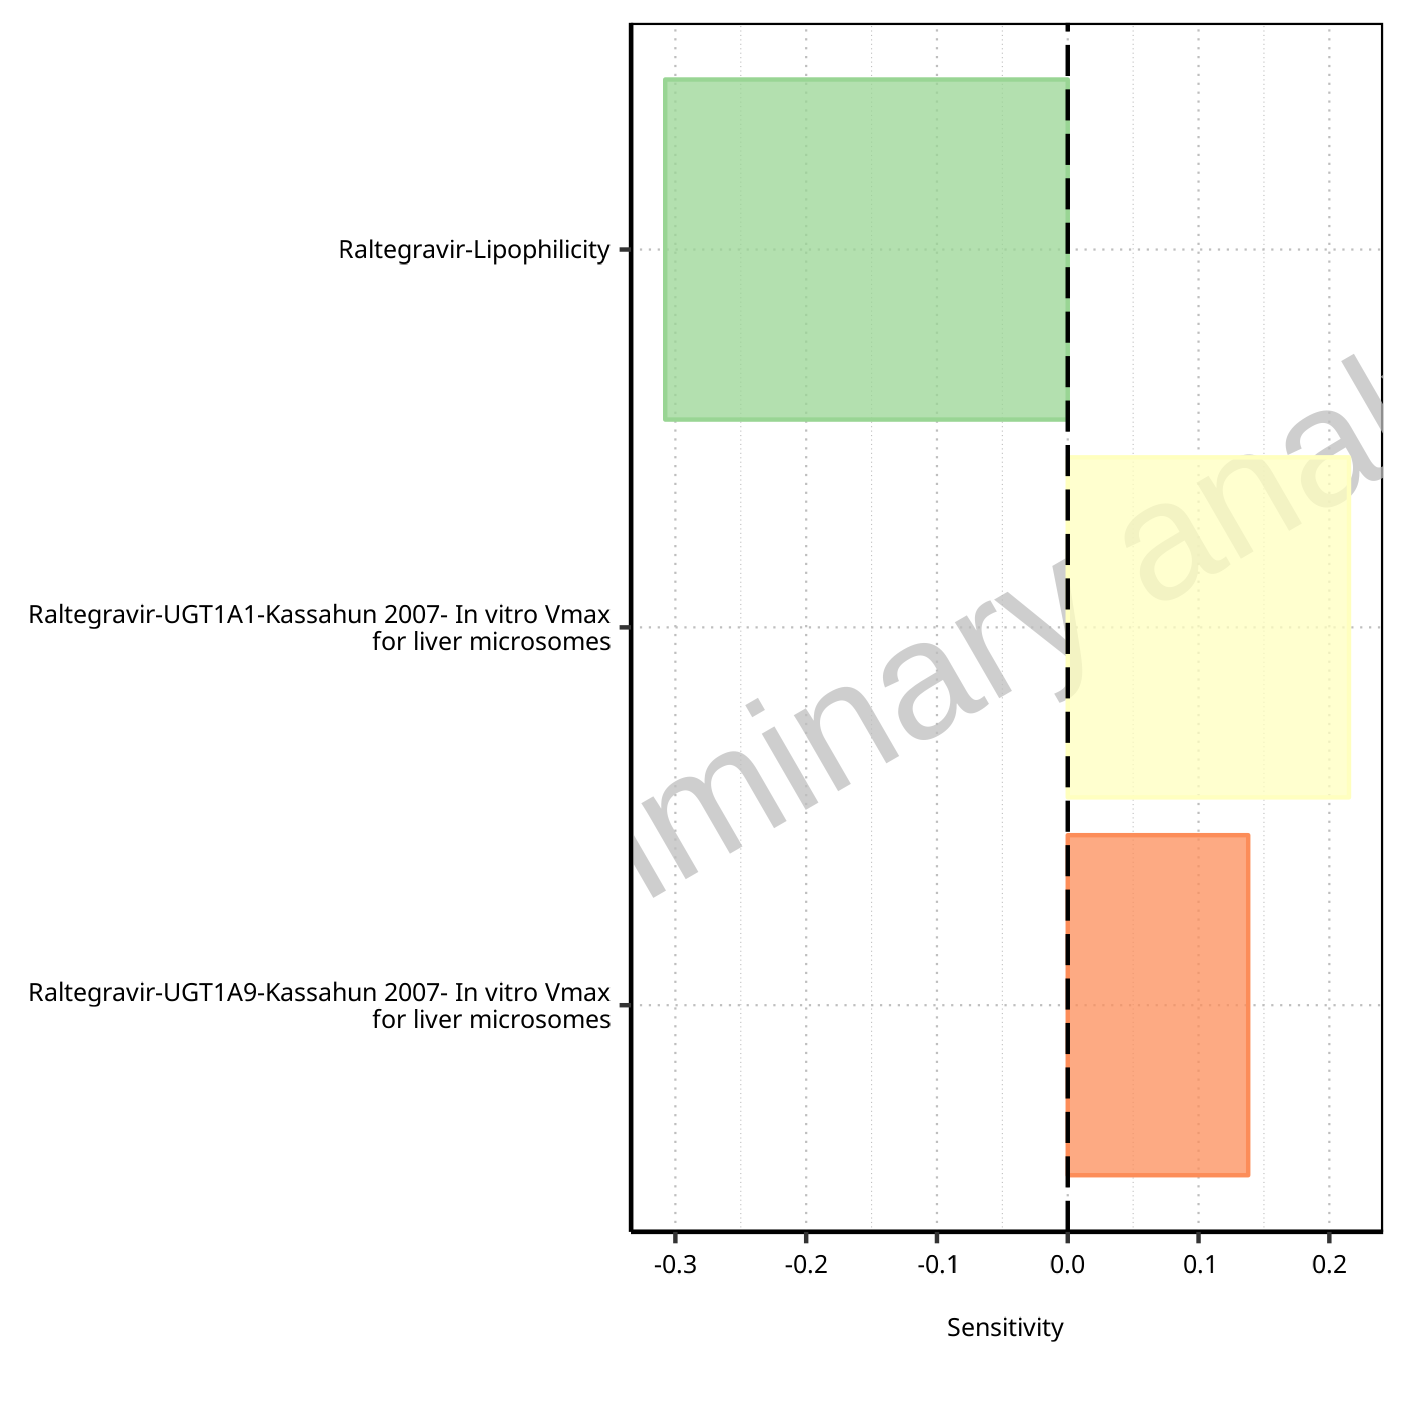 Raltegravir-Lipophilicity
Raltegravir-UGT1A1-Kassahun 2007- In vitro Vmax
for liver microsomes
Raltegravir-UGT1A9-Kassahun 2007- In vitro Vmax
for liver microsomes
iminary anal
-0.3 -0.2 -0.1 0.0 0.1 0.2
Sensitivity